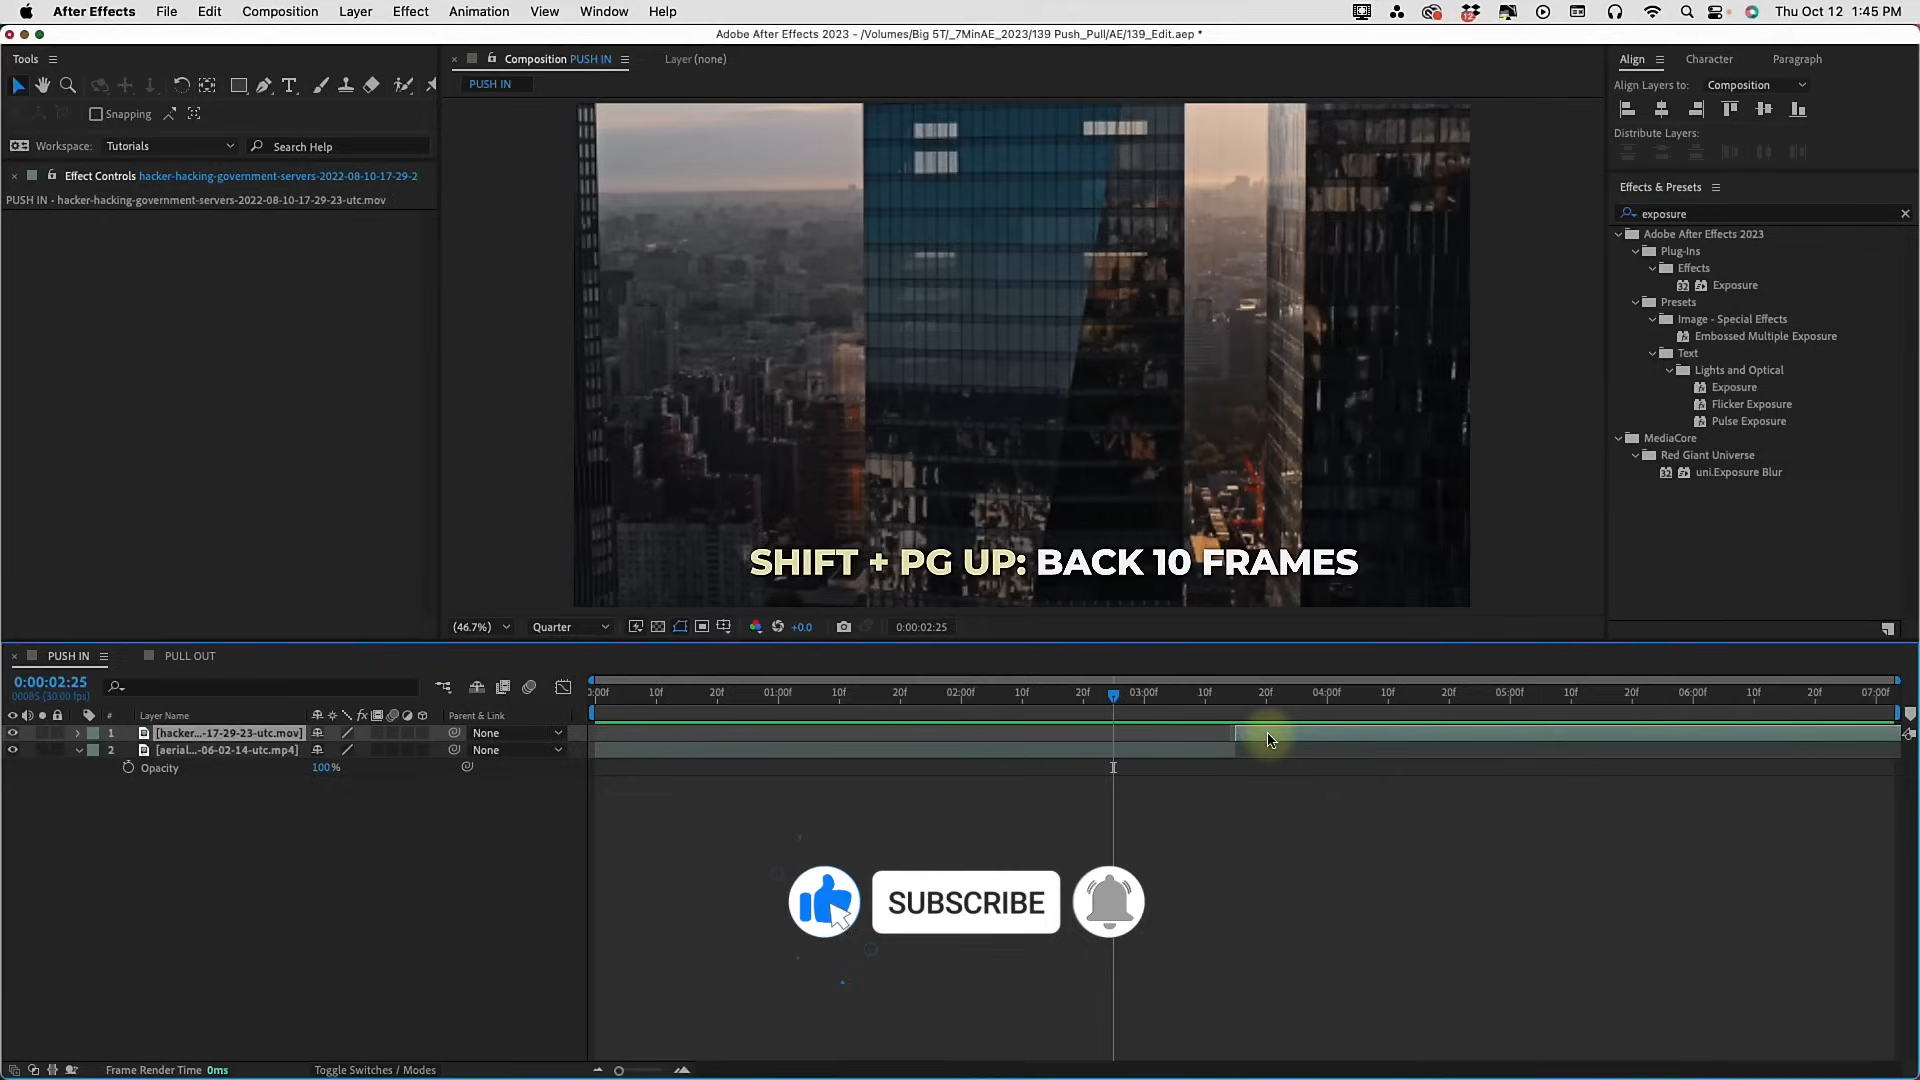 After Effects File Edit Composition Layer Effect Animation View Window Help Thu Oct 12 1:45 PM
Adobe After Effects 2023 - /Volumes/Big 5T/_7MinAE_2023/139 Push_Pull/AE/139_Edit.aep *
Tools
Composition PUSH IN
Layer (none)
Align
Character
Paragraph
PUSH IN
Align Layers to: Composition
Snapping
Distribute Layers:
Workspace: Tutorials
Search Help
Effect Controls hacker-hacking-government-servers-2022-08-10-17-29-2
PUSH IN - hacker-hacking-government-servers-2022-08-10-17-29-23-utc.mov
Effects & Presets
exposure
Adobe After Effects 2023
Plug-Ins
Effects
Exposure
Presets
Image - Special Effects
Embossed Multiple Exposure
Text
Lights and Optical
Exposure
Flicker Exposure
Pulse Exposure
MediaCore
Red Giant Universe
uni.Exposure Blur
SHIFT + PG UP: BACK 10 FRAMES
(46.7%) Quarter +0.0 0:00:02:25
PUSH IN
PULL OUT
0:00:02:25
00085 (30.00 fps)
:00f 10f 20f 01:00f 10f 20f 02:00f 10f 20f 03:00f 10f 20f 04:00f 10f 20f 05:00f 10f 20f 06:00f 10f 20f 07:00f
# Layer Name Parent & Link
1 [hacker...-17-29-23-utc.mov] None
2 [aerial...-06-02-14-utc.mp4] None
Opacity 100%
SUBSCRIBE
Frame Render Time 0ms
Toggle Switches / Modes